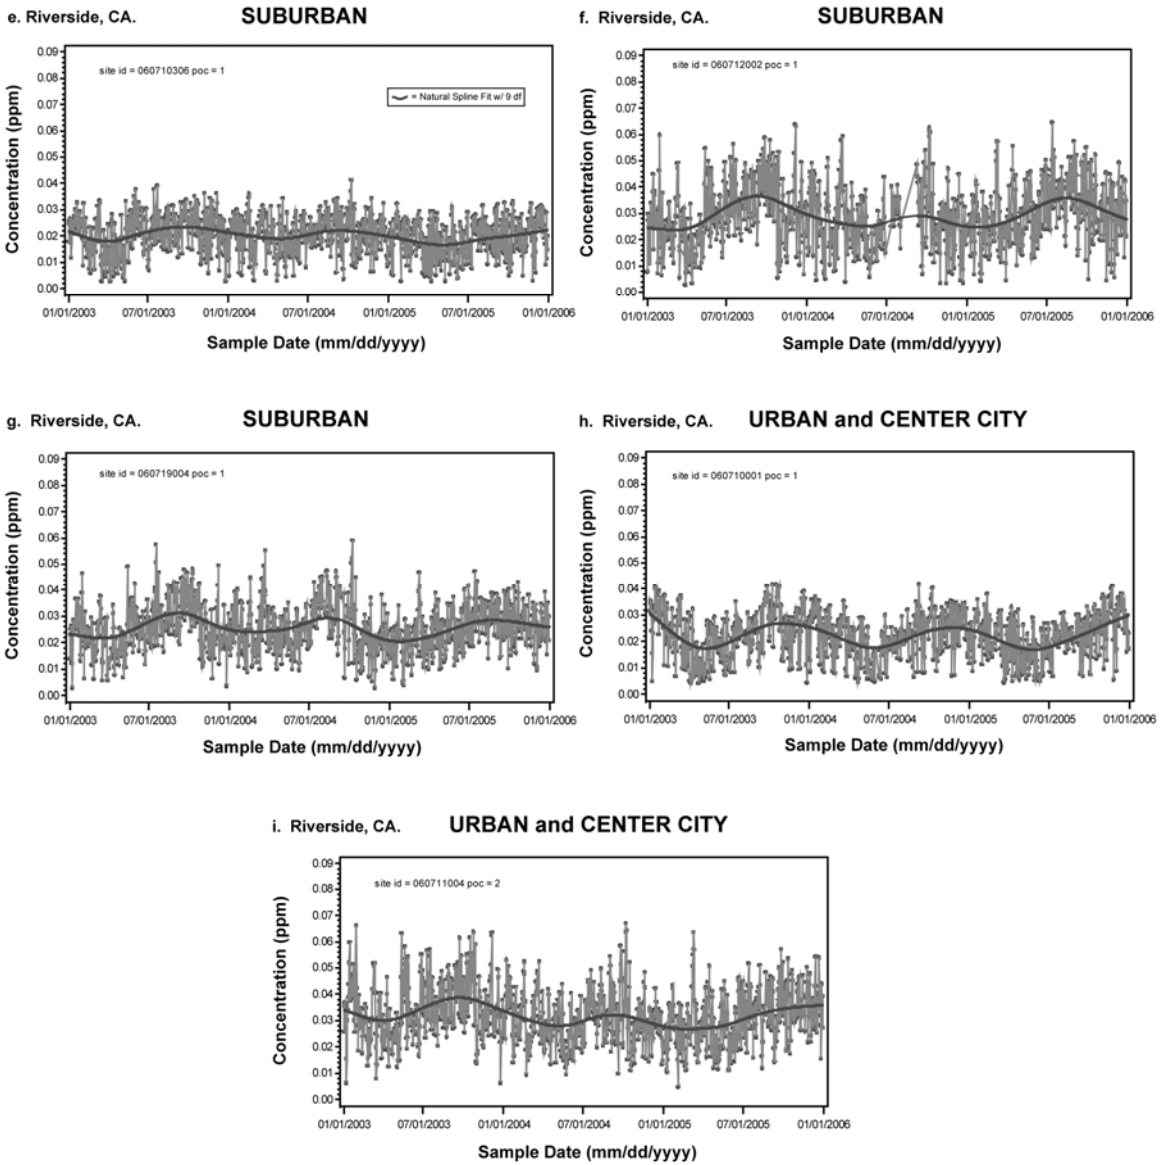 e. Riverside, CA. SUBURBAN
0.09
0.08
0.07
0.06
0.05
0.04
0.03
0.02
0.01
0.00
Concentration (ppm)
site id = 060710306 poc = 1
= Natural Spline Fit w/ 9 df
01/01/2003 07/01/2003 01/01/2004 07/01/2004 01/01/2005 07/01/2005 01/01/2006
Sample Date (mm/dd/yyyy)
f. Riverside, CA. SUBURBAN
0.09
0.08
0.07
0.06
0.05
0.04
0.03
0.02
0.01
0.00
Concentration (ppm)
site id = 060712002 poc = 1
01/01/2003 07/01/2003 01/01/2004 07/01/2004 01/01/2005 07/01/2005 01/01/2006
Sample Date (mm/dd/yyyy)
g. Riverside, CA. SUBURBAN
0.09
0.08
0.07
0.06
0.05
0.04
0.03
0.02
0.01
0.00
Concentration (ppm)
site id = 060719004 poc = 1
01/01/2003 07/01/2003 01/01/2004 07/01/2004 01/01/2005 07/01/2005 01/01/2006
Sample Date (mm/dd/yyyy)
h. Riverside, CA. URBAN and CENTER CITY
0.09
0.08
0.07
0.06
0.05
0.04
0.03
0.02
0.01
0.00
Concentration (ppm)
site id = 060710001 poc = 1
01/01/2003 07/01/2003 01/01/2004 07/01/2004 01/01/2005 07/01/2005 01/01/2006
Sample Date (mm/dd/yyyy)
i. Riverside, CA. URBAN and CENTER CITY
0.09
0.08
0.07
0.06
0.05
0.04
0.03
0.02
0.01
0.00
Concentration (ppm)
site id = 060711004 poc = 2
01/01/2003 07/01/2003 01/01/2004 07/01/2004 01/01/2005 07/01/2005 01/01/2006
Sample Date (mm/dd/yyyy)